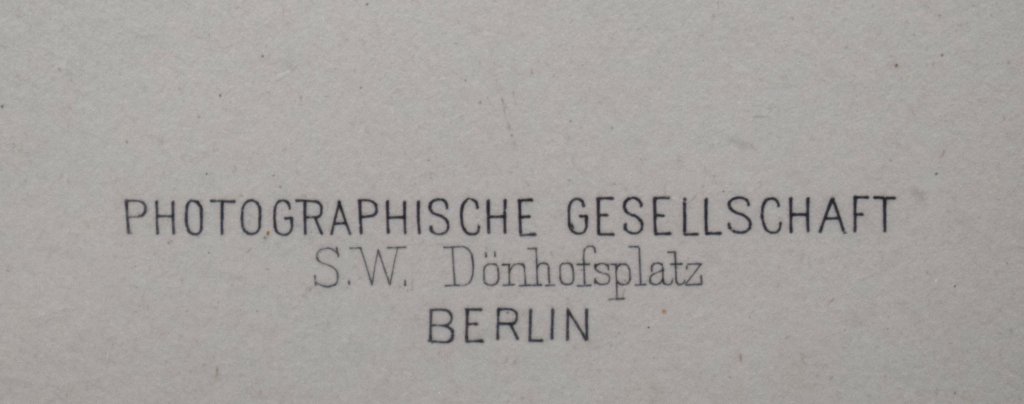 PHOTOGRAPHISCHE GESELLSCHAFT
S.W. Dönhofsplatz
BERLIN